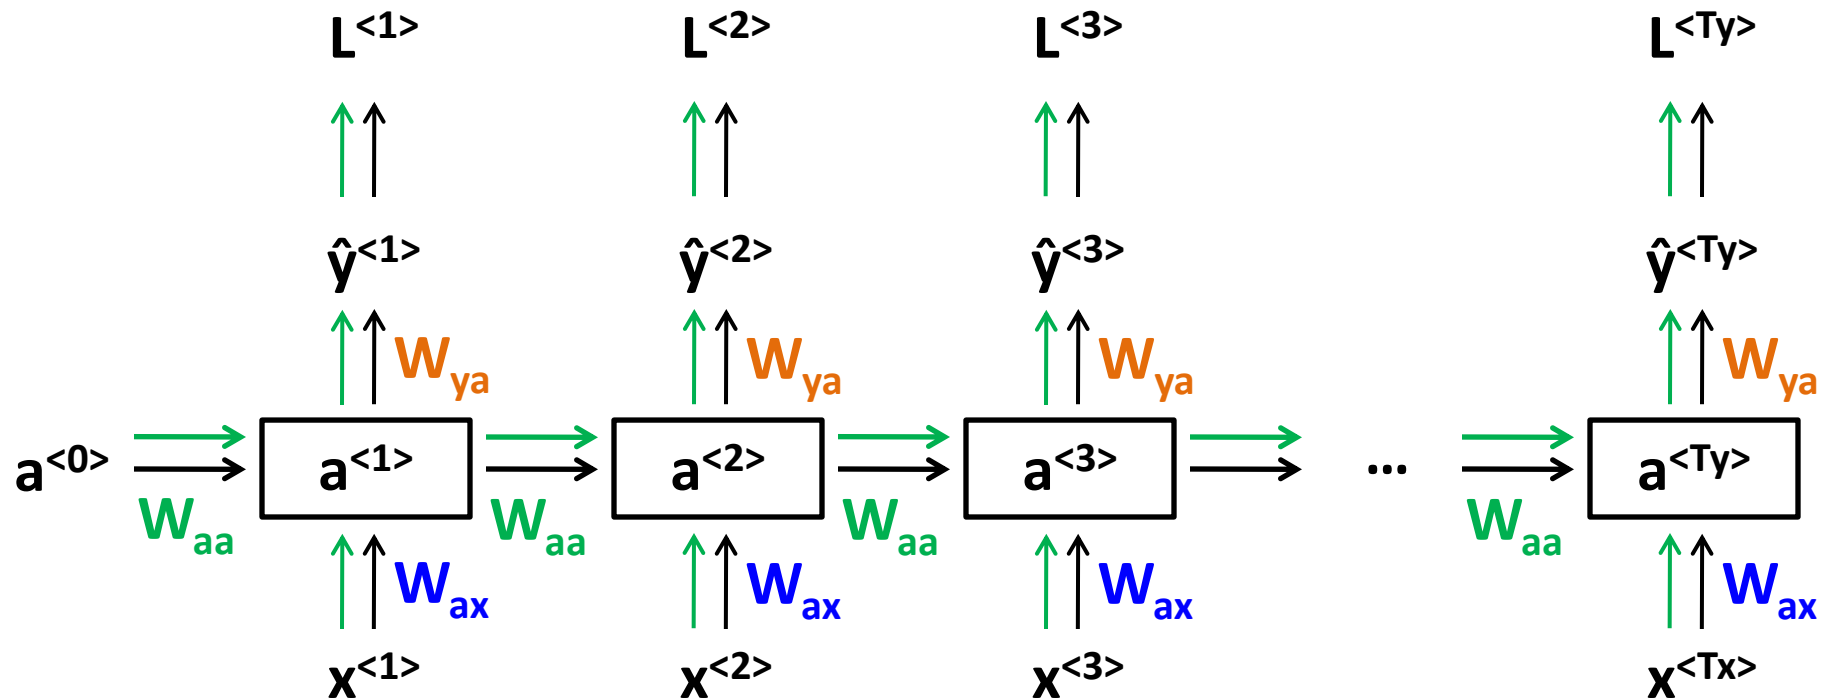 L<1> L<2> L<3> L<Ty>
ŷ<1> ŷ<2> ŷ<3> ŷ<Ty>
Wya Wya Wya Wya
a<0> a<1> a<2> a<3> ... a<Ty>
Waa Waa Waa Waa
Wax Wax Wax Wax
x<1> x<2> x<3> x<Tx>